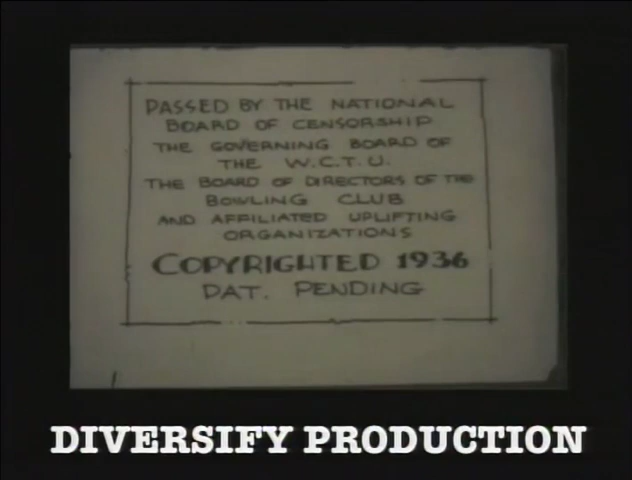 PASSED BY THE NATIONAL
BOARD OF CENSORSHIP
THE GOVERNING BOARD OF
THE W.C.T.U.
THE BOARD OF DIRECTORS OF THE
BOWLING CLUB
AND AFFILIATED UPLIFTING
ORGANIZATIONS
COPYRIGHTED 1936
PAT. PENDING
DIVERSIFY PRODUCTION